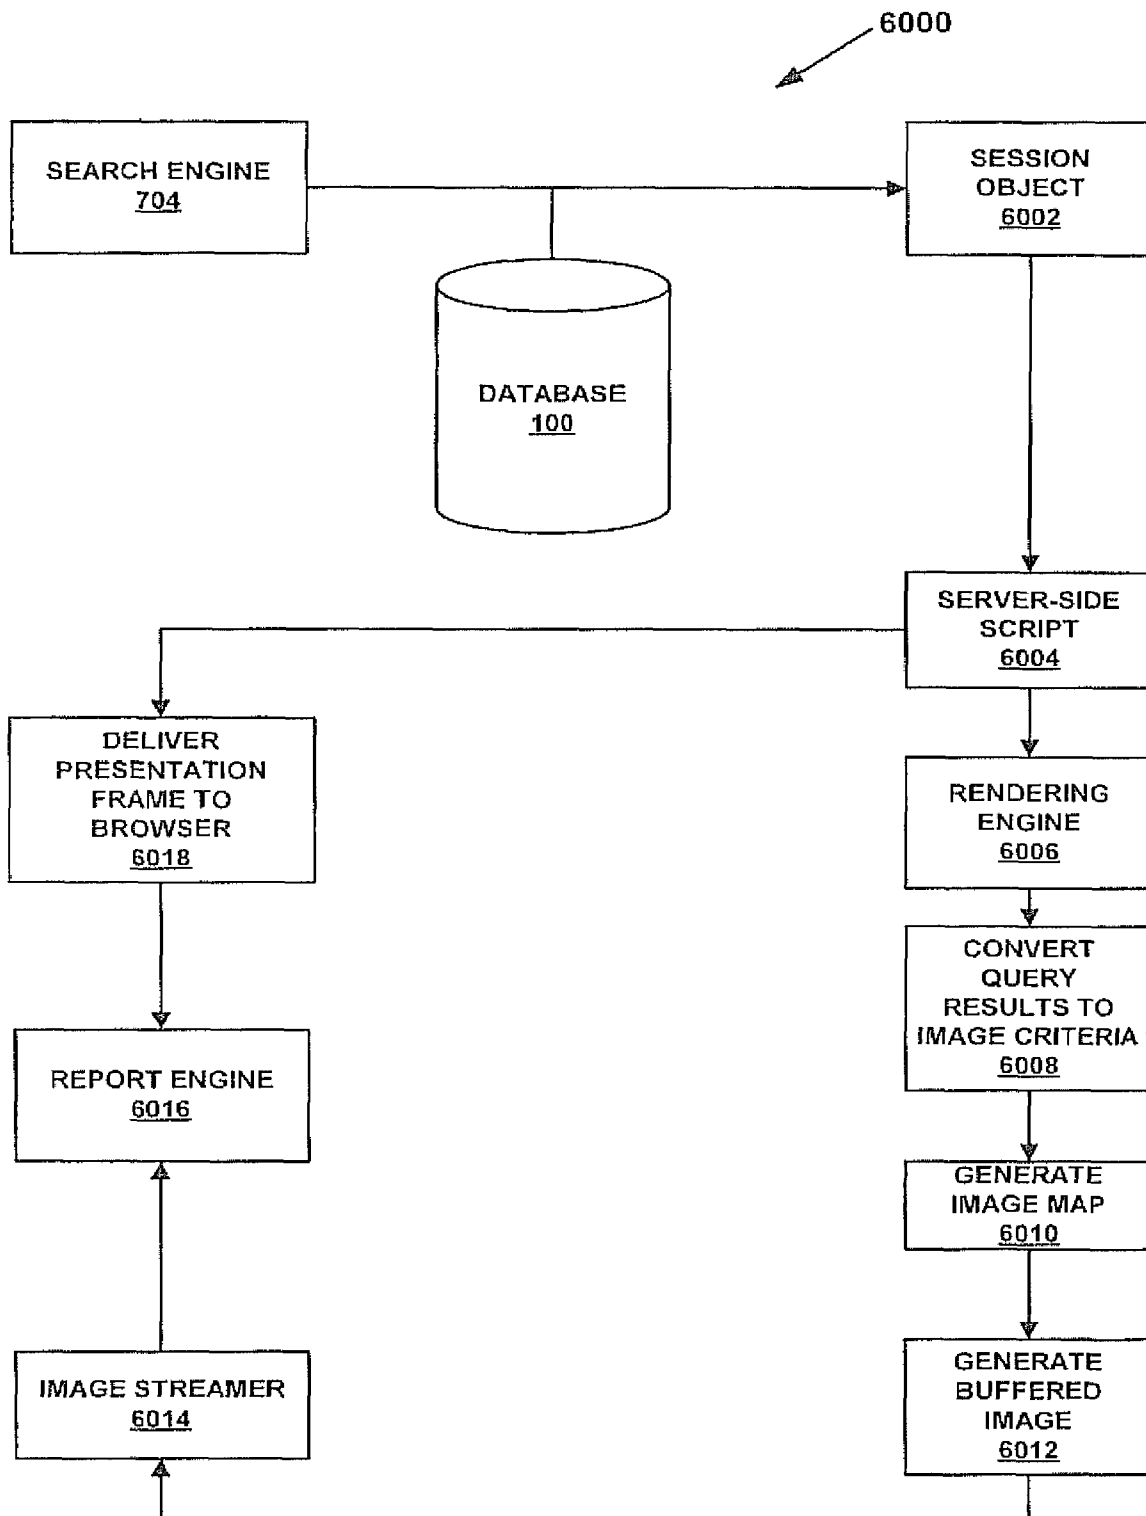 6000
SEARCH ENGINE
704
SESSION
OBJECT
6002
DATABASE
100
SERVER-SIDE
SCRIPT
6004
DELIVER
PRESENTATION
FRAME TO
BROWSER
6018
RENDERING
ENGINE
6006
CONVERT
QUERY
RESULTS TO
IMAGE CRITERIA
6008
REPORT ENGINE
6016
GENERATE
IMAGE MAP
6010
IMAGE STREAMER
6014
GENERATE
BUFFERED
IMAGE
6012